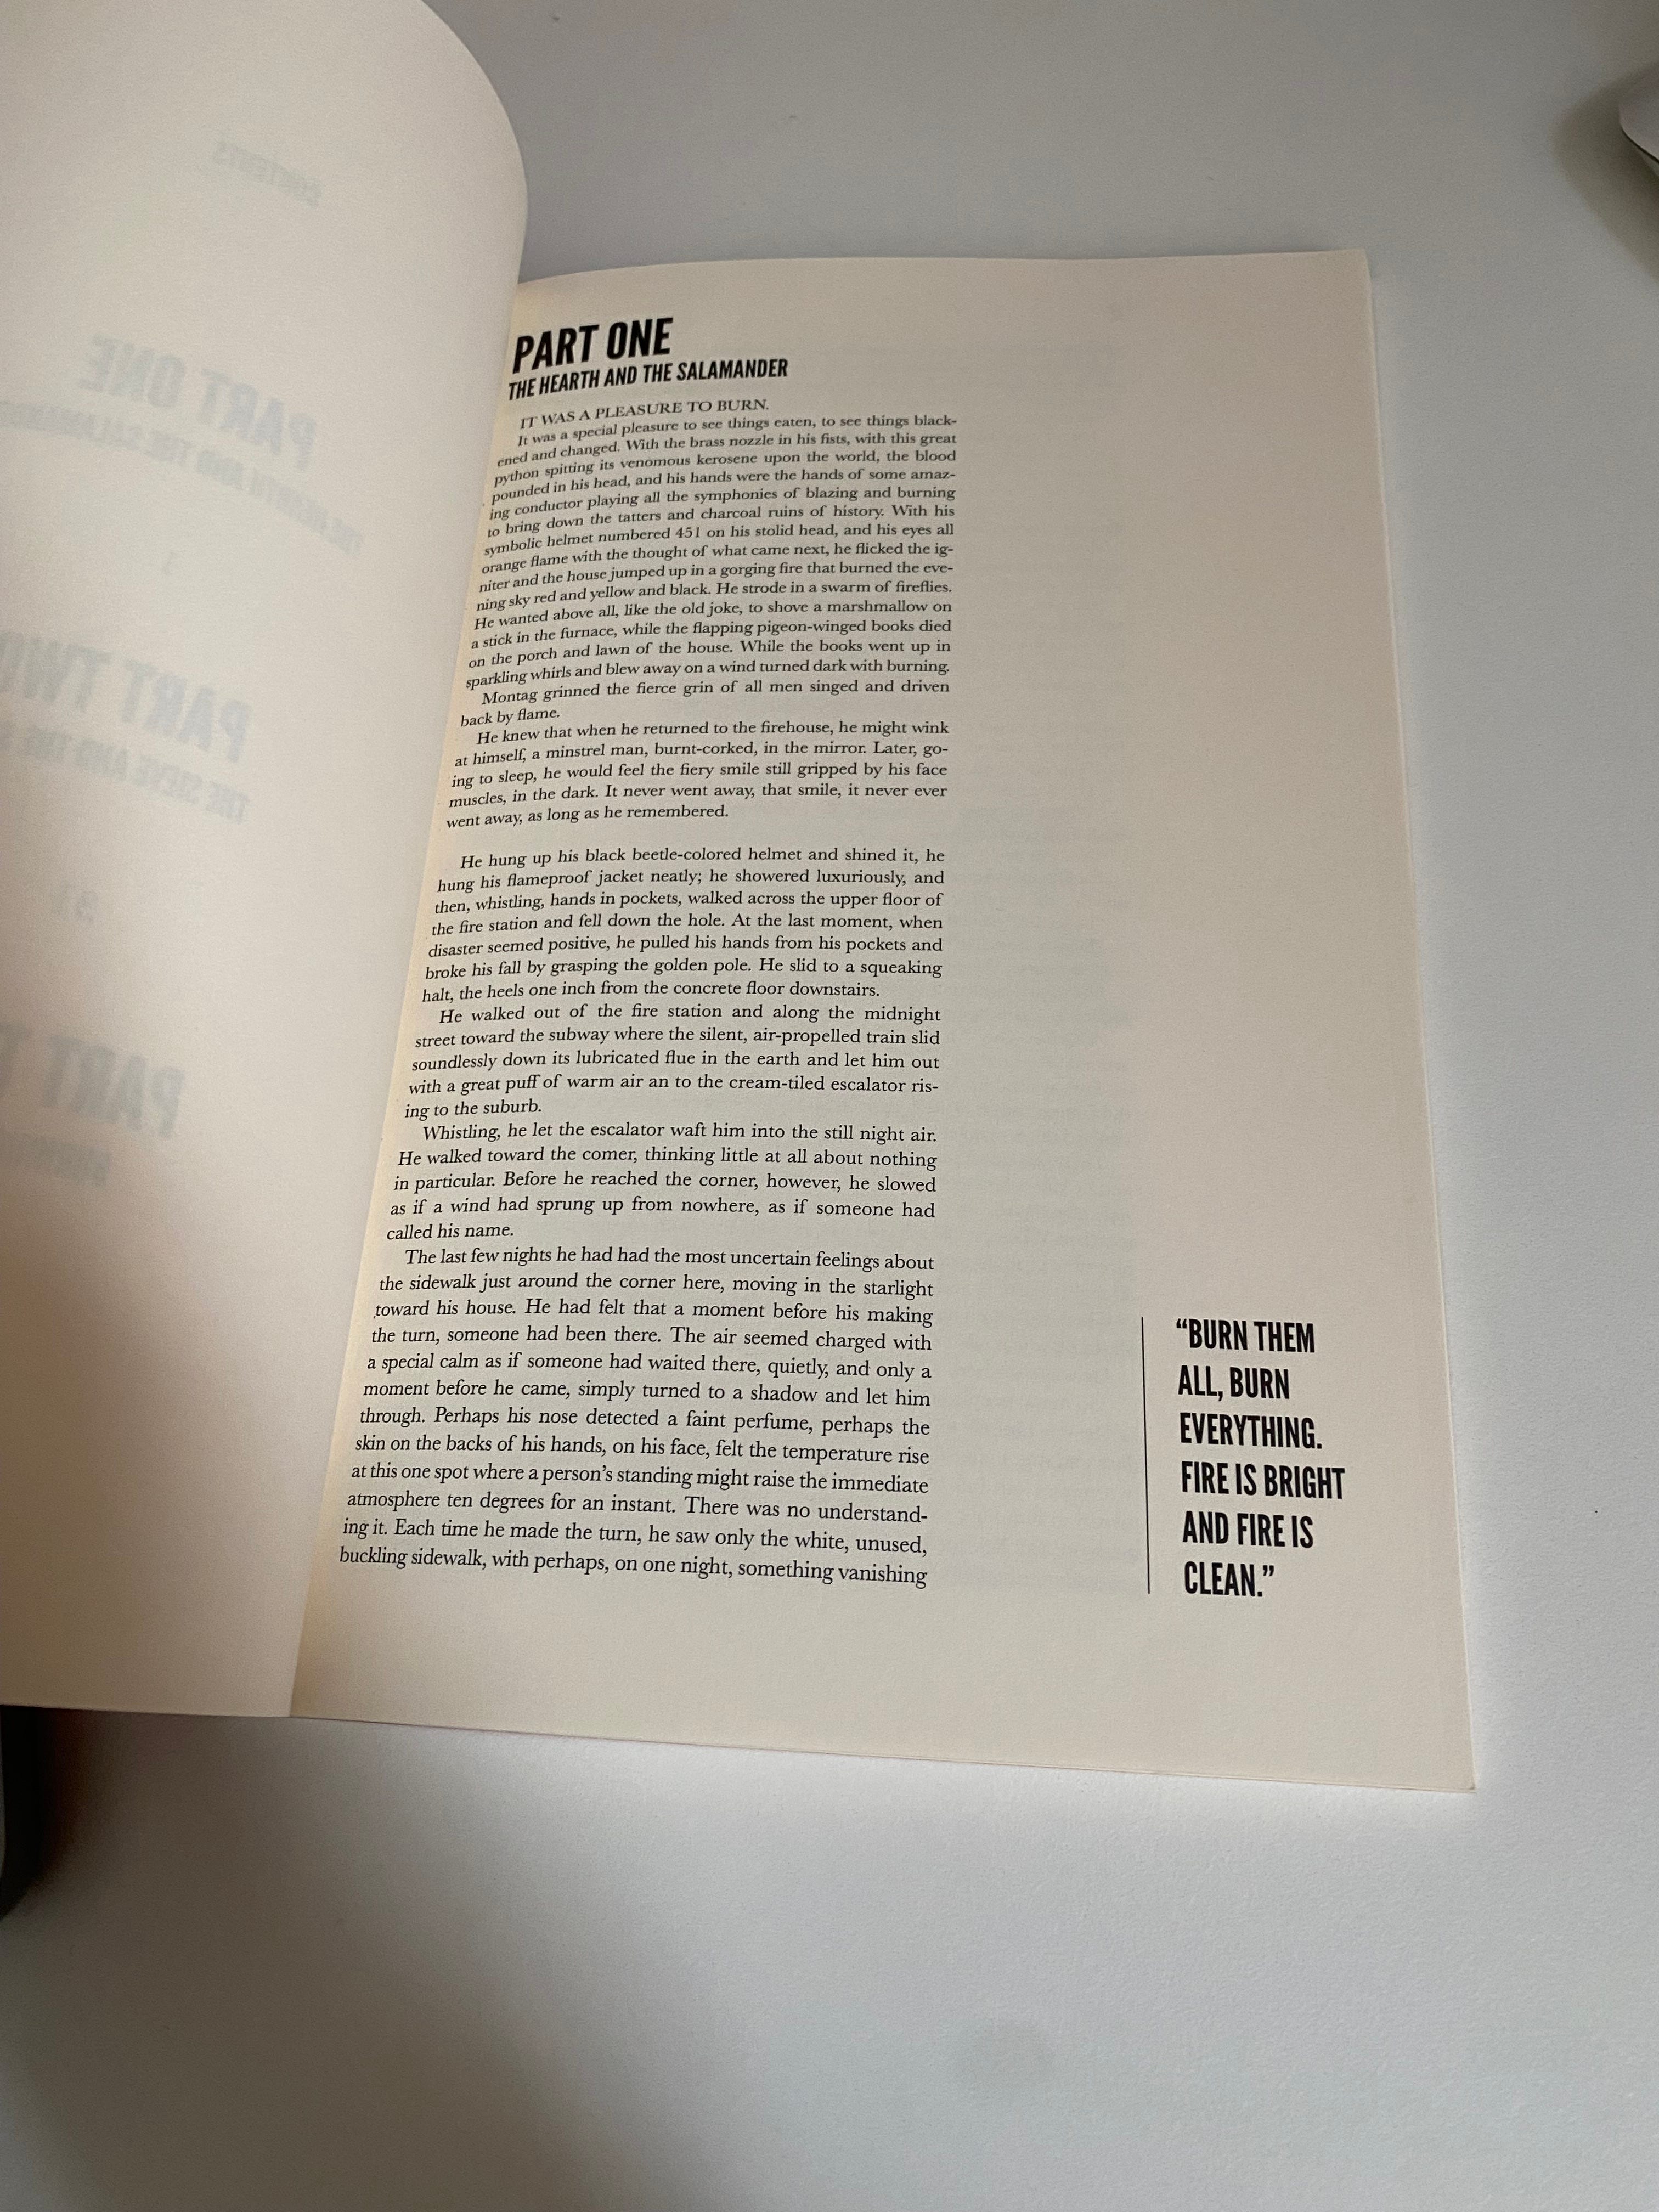 PART ONE
THE HEARTH AND THE SALAMANDER
IT WAS A PLEASURE TO BURN.
It was a special pleasure to see things eaten, to see things black-
ened and changed. With the brass nozzle in his fists, with this great
python spitting its venomous kerosene upon the world, the blood
pounded in his head, and his hands were the hands of some amaz-
ing conductor playing all the symphonies of blazing and burning
to bring down the tatters and charcoal ruins of history. With his
symbolic helmet numbered 451 on his stolid head, and his eyes all
orange flame with the thought of what came next, he flicked the ig-
niter and the house jumped up in a gorging fire that burned the eve-
ning sky red and yellow and black. He strode in a swarm of fireflies.
He wanted above all, like the old joke, to shove a marshmallow on
a stick in the furnace, while the flapping pigeon-winged books died
on the porch and lawn of the house. While the books went up in
sparkling whirls and blew away on a wind turned dark with burning.
Montag grinned the fierce grin of all men singed and driven
back by flame.
He knew that when he returned to the firehouse, he might wink
at himself, a minstrel man, burnt-corked, in the mirror. Later, go-
ing to sleep, he would feel the fiery smile still gripped by his face
muscles, in the dark. It never went away, that smile, it never ever
went away, as long as he remembered.
He hung up his black beetle-colored helmet and shined it, he
hung his flameproof jacket neatly; he showered luxuriously, and
then, whistling, hands in pockets, walked across the upper floor of
the fire station and fell down the hole. At the last moment, when
disaster seemed positive, he pulled his hands from his pockets and
broke his fall by grasping the golden pole. He slid to a squeaking
halt, the heels one inch from the concrete floor downstairs.
He walked out of the fire station and along the midnight
street toward the subway where the silent, air-propelled train slid
soundlessly down its lubricated flue in the earth and let him out
with a great puff of warm air an to the cream-tiled escalator ris-
ing to the suburb.
Whistling, he let the escalator waft him into the still night air.
He walked toward the comer, thinking little at all about nothing
in particular. Before he reached the corner, however, he slowed
as if a wind had sprung up from nowhere, as if someone had
called his name.
The last few nights he had had the most uncertain feelings about
the sidewalk just around the corner here, moving in the starlight
toward his house. He had felt that a moment before his making
the turn, someone had been there. The air seemed charged with
a special calm as if someone had waited there, quietly, and only a
moment before he came, simply turned to a shadow and let him
through. Perhaps his nose detected a faint perfume, perhaps the
skin on the backs of his hands, on his face, felt the temperature rise
at this one spot where a person’s standing might raise the immediate
atmosphere ten degrees for an instant. There was no understand-
ing it. Each time he made the turn, he saw only the white, unused,
buckling sidewalk, with perhaps, on one night, something vanishing
“BURN THEM
ALL, BURN
EVERYTHING.
FIRE IS BRIGHT
AND FIRE IS
CLEAN.”